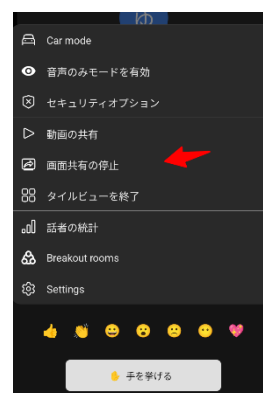 ゆ
Car mode
音声のみモードを有効
セキュリティオプション
動画の共有
画面共有の停止
タイルビューを終了
話者の統計
Breakout rooms
Settings
手を挙げる